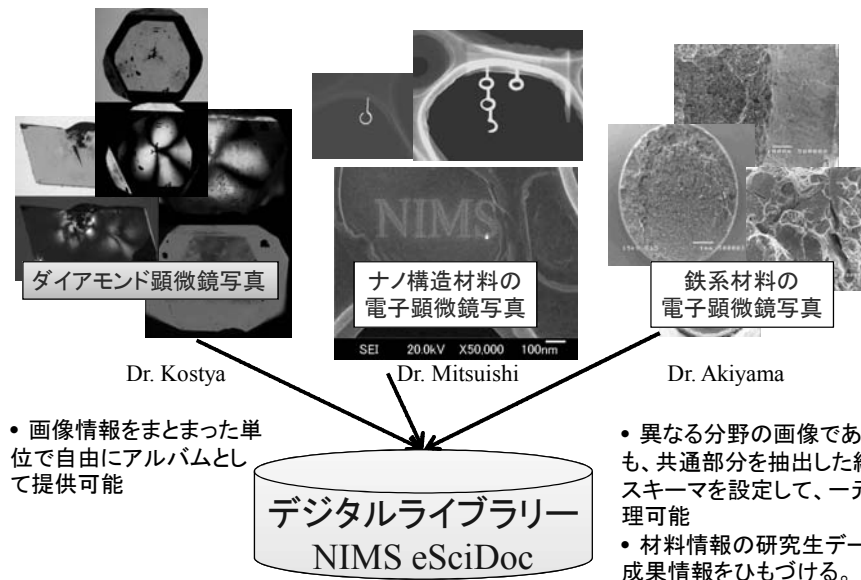 NIMS
ダイアモンド顕微鏡写真
ナノ構造材料の
電子顕微鏡写真
鉄系材料の
電子顕微鏡写真
SEI 20.0kV X50,000 100nm
Dr. Kostya
Dr. Mitsuishi
Dr. Akiyama
• 画像情報をまとまった単
位で自由にアルバムとし
て提供可能
デジタルライブラリー
NIMS eSciDoc
• 異なる分野の画像であ
も、共通部分を抽出した
スキーマを設定して、一元
理可能
• 材料情報の研究生デー
成果情報をひもづける。